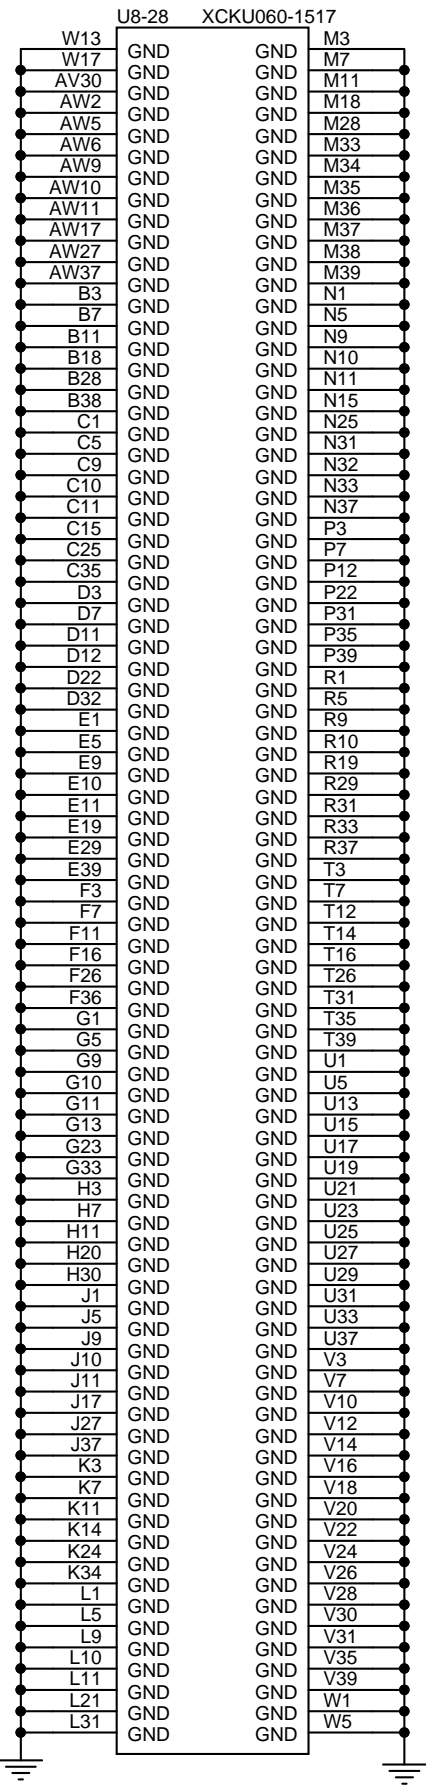 U8-28 XCKU060-1517
W13 GND GND M3
W17 GND GND M7
AV30 GND GND M11
AW2 GND GND M18
AW5 GND GND M28
AW6 GND GND M33
AW9 GND GND M34
AW10 GND GND M35
AW11 GND GND M36
AW17 GND GND M37
AW27 GND GND M38
AW37 GND GND M39
B3 GND GND N1
B7 GND GND N5
B11 GND GND N9
B18 GND GND N10
B28 GND GND N11
B38 GND GND N15
C1 GND GND N25
C5 GND GND N31
C9 GND GND N32
C10 GND GND N33
C11 GND GND N37
C15 GND GND P3
C25 GND GND P7
C35 GND GND P12
D3 GND GND P22
D7 GND GND P31
D11 GND GND P35
D12 GND GND P39
D22 GND GND R1
D32 GND GND R5
E1 GND GND R9
E5 GND GND R10
E9 GND GND R19
E10 GND GND R29
E11 GND GND R31
E19 GND GND R33
E29 GND GND R37
E39 GND GND T3
F3 GND GND T7
F7 GND GND T12
F11 GND GND T14
F16 GND GND T16
F26 GND GND T26
F36 GND GND T31
G1 GND GND T35
G5 GND GND T39
G9 GND GND U1
G10 GND GND U5
G11 GND GND U13
G13 GND GND U15
G23 GND GND U17
G33 GND GND U19
H3 GND GND U21
H7 GND GND U23
H11 GND GND U25
H20 GND GND U27
H30 GND GND U29
J1 GND GND U31
J5 GND GND U33
J9 GND GND U37
J10 GND GND V3
J11 GND GND V7
J17 GND GND V10
J27 GND GND V12
J37 GND GND V14
K3 GND GND V16
K7 GND GND V18
K11 GND GND V20
K14 GND GND V22
K24 GND GND V24
K34 GND GND V26
L1 GND GND V28
L5 GND GND V30
L9 GND GND V31
L10 GND GND V35
L11 GND GND V39
L21 GND GND W1
L31 GND GND W5